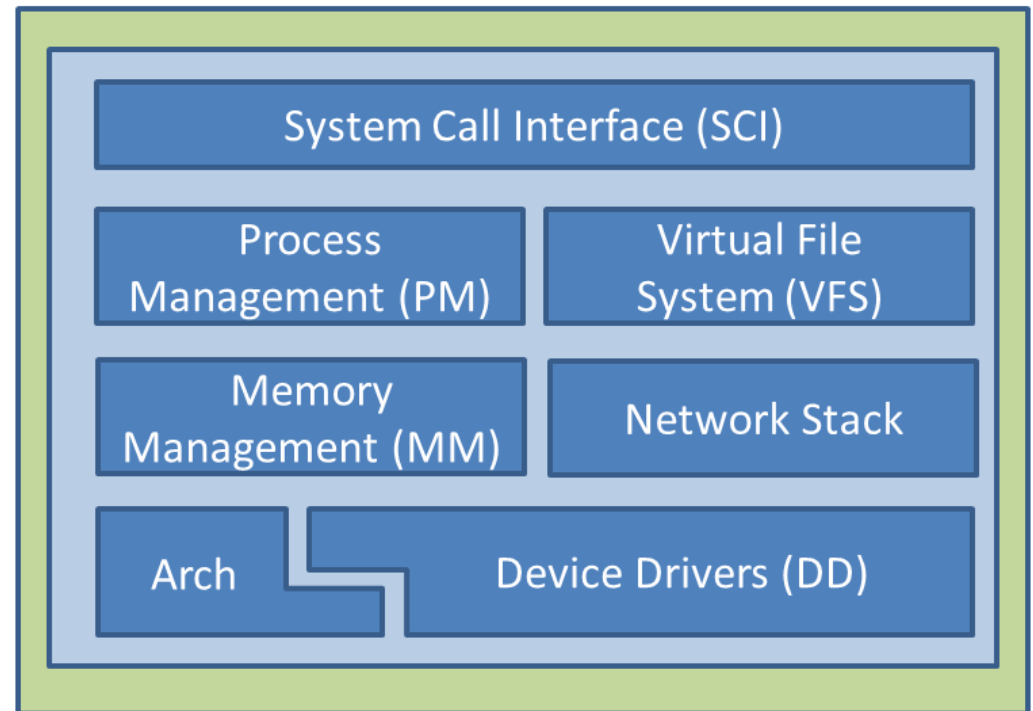 System Call Interface (SCI)
Process
Management (PM)
Virtual File
System (VFS)
Memory
Management (MM)
Network Stack
Arch
Device Drivers (DD)